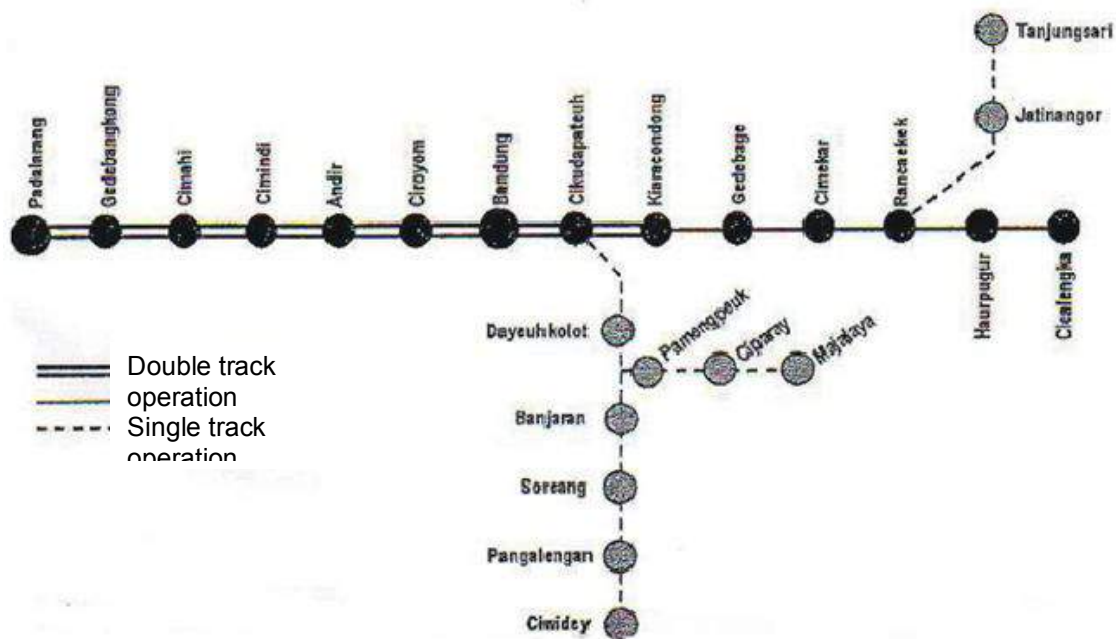 Tanjungsari
Jatinangor
Padalarang
Gedebangkong
Cimahi
Cimindi
Andir
Ciroyom
Bandung
Cikudapateuh
Kiaracondong
Gedebage
Cimekar
Rancaekek
Haurpugur
Cicalengka
Dayeuhkolot
Pamengpeuk
Ciparay
Majalaya
Banjaran
Soreang
Pangalengan
Ciwidey
Double track
operation
Single track
operation